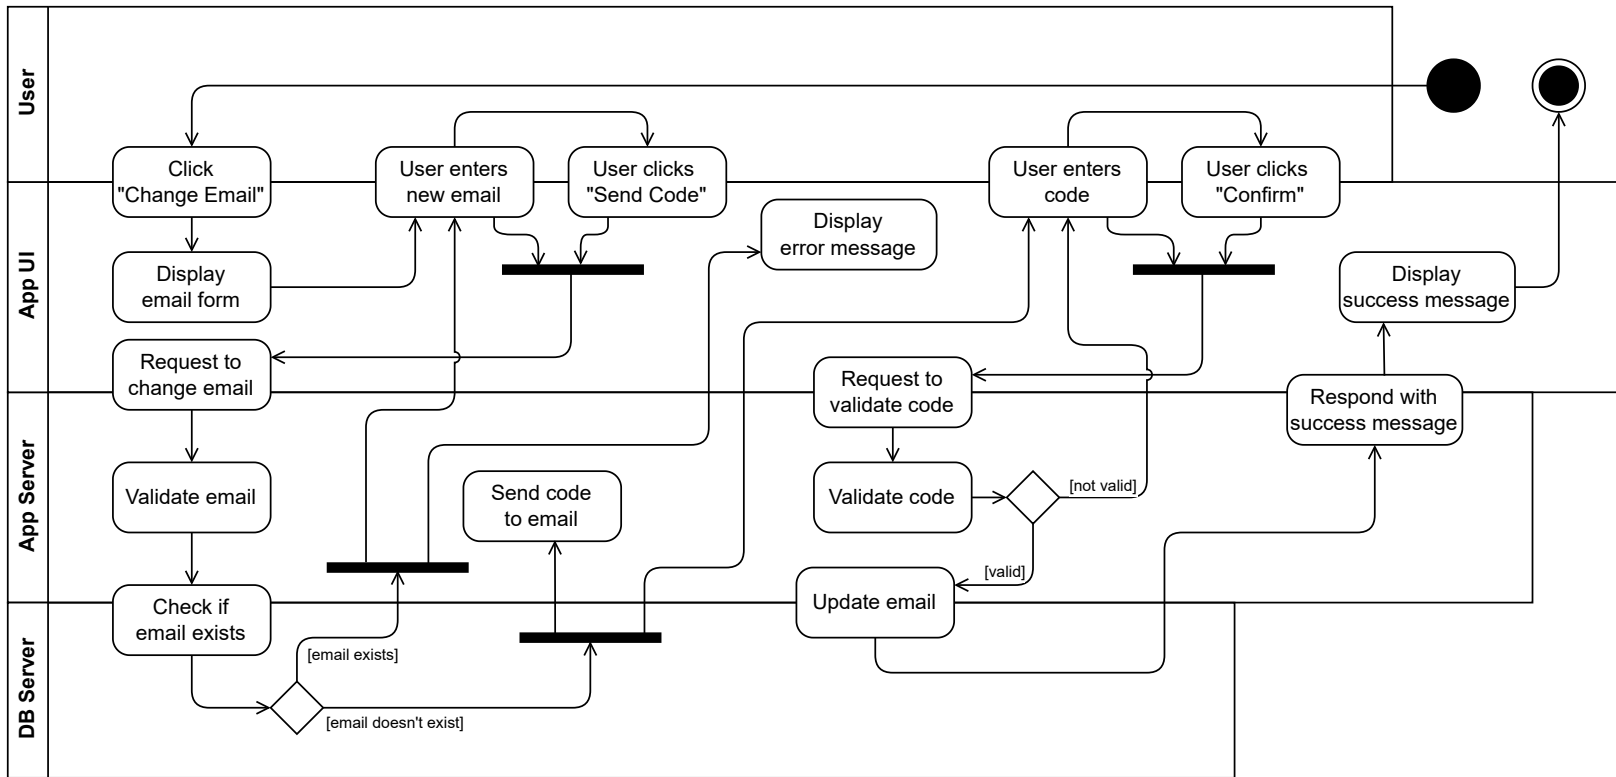 User
Click
"Change Email"
User enters
new email
User clicks
"Send Code"
User enters
code
User clicks
"Confirm"
App UI
Display
email form
Display
error message
Display
success message
Request to
change email
Request to
validate code
Respond with
success message
App Server
Validate email
Send code
to email
Validate code
[not valid]
[valid]
Check if
email exists
Update email
DB Server
[email exists]
[email doesn't exist]